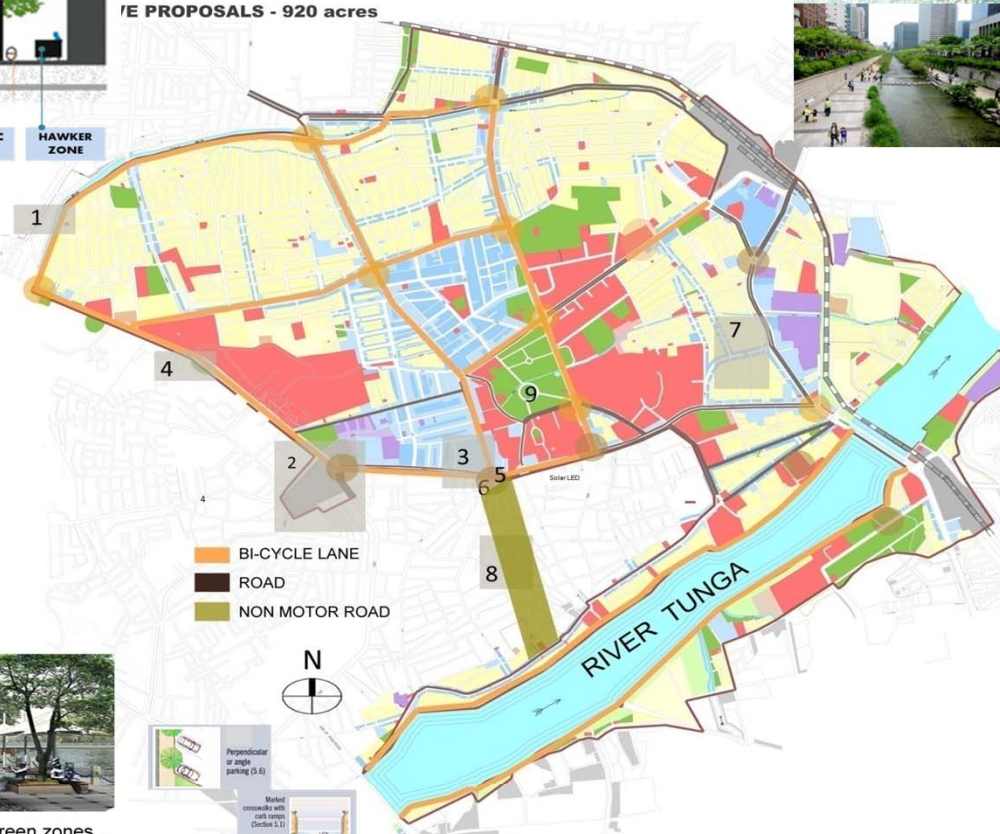 /E PROPOSALS - 920 acres
C
HAWKER
ZONE
1
7
4
9
2
3
5
6
Solar LED
4
8
BI-CYCLE LANE
ROAD
NON MOTOR ROAD
RIVER TUNGA
N
Perpendicular
or angle
parking (5.6)
Marked
crosswalks with
curb ramps
(Section 5.1)
reen zones